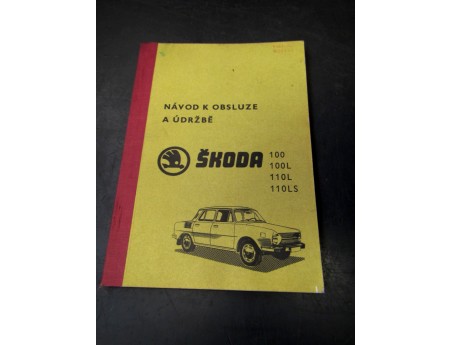 NÁVOD K OBSLUZE
A ÚDRŽBĚ
ŠKODA 100
100L
110L
110LS